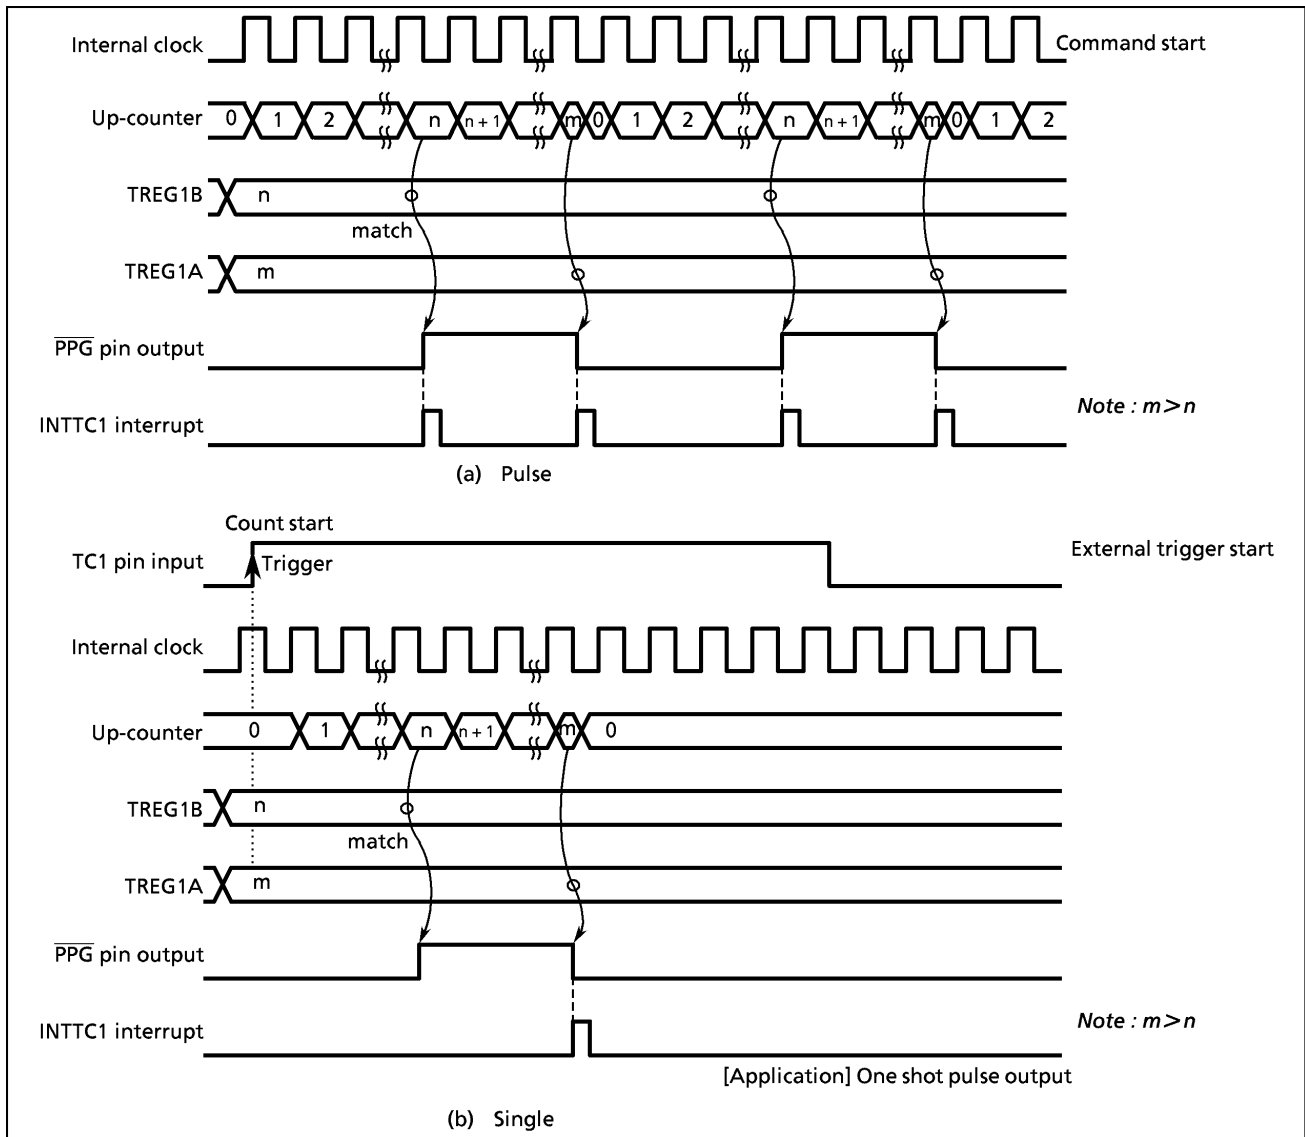 Internal clock
Command start
Up-counter 0 1 2 n n + 1 m 0 1 2 n n + 1 m 0 1 2
TREG1B n
match
TREG1A m
PPG pin output
Note : m>n
INTTC1 interrupt
(a) Pulse
Count start
TC1 pin input Trigger External trigger start
Internal clock
Up-counter 0 1 n n + 1 m 0
TREG1B n
match
TREG1A m
PPG pin output
Note : m>n
INTTC1 interrupt
[Application] One shot pulse output
(b) Single